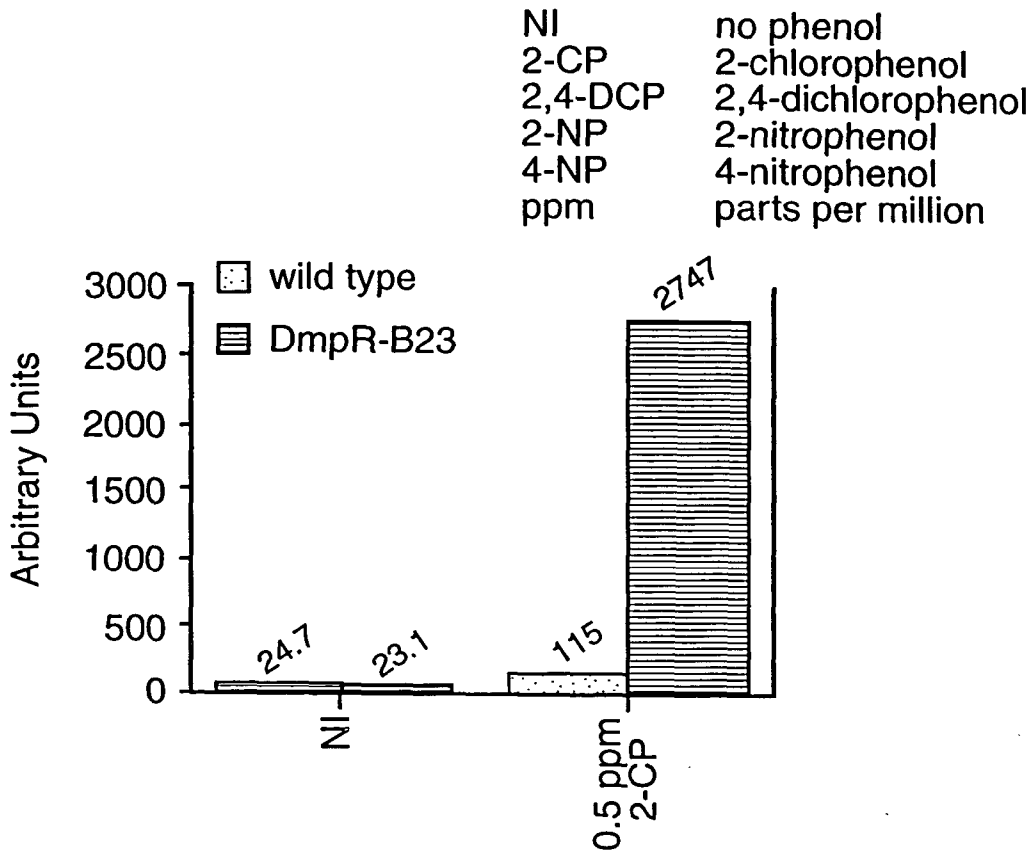 NI no phenol
2-CP 2-chlorophenol
2,4-DCP 2,4-dichlorophenol
2-NP 2-nitrophenol
4-NP 4-nitrophenol
ppm parts per million
wild type
DmpR-B23
Arbitrary Units
3000
2500
2000
1500
1000
500
0
24.7
23.1
115
2747
NI
0.5 ppm
2-CP